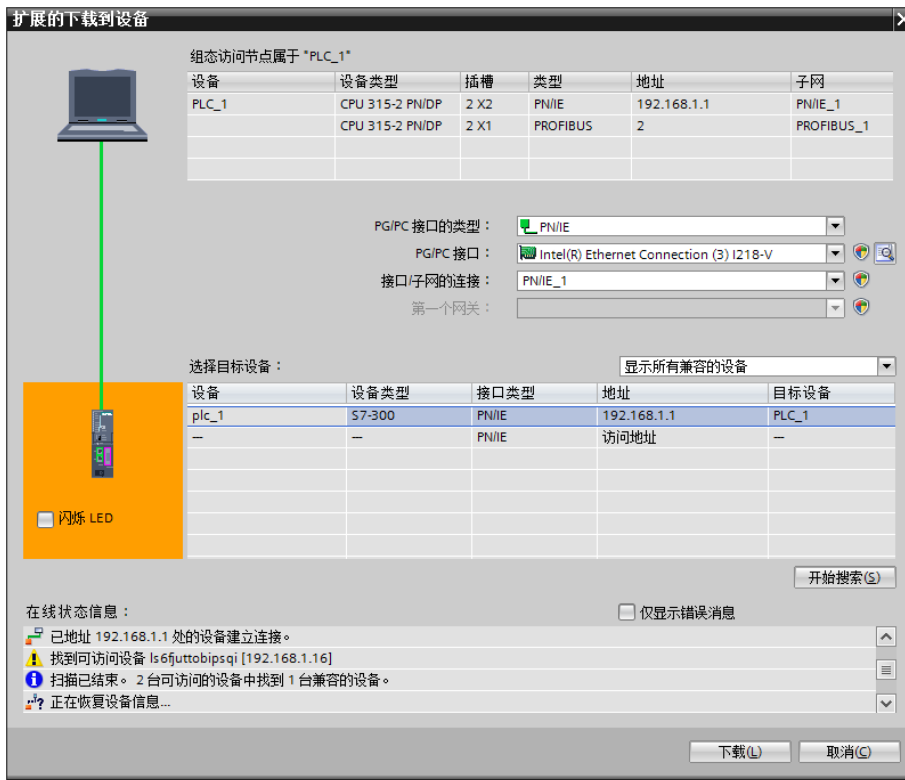 扩展的下载到设备
组态访问节点属于 "PLC_1"
设备 设备类型 插槽 类型 地址 子网
PLC_1 CPU 315-2 PN/DP 2 X2 PN/IE 192.168.1.1 PN/IE_1
CPU 315-2 PN/DP 2 X1 PROFIBUS 2 PROFIBUS_1
PG/PC 接口的类型： PN/IE
PG/PC 接口： Intel(R) Ethernet Connection (3) I218-V
接口/子网的连接： PN/IE_1
第一个网关：
选择目标设备： 显示所有兼容的设备
设备 设备类型 接口类型 地址 目标设备
plc_1 S7-300 PN/IE 192.168.1.1 PLC_1
— — PN/IE 访问地址 —
闪烁 LED
开始搜索(S)
在线状态信息： 仅显示错误消息
已地址 192.168.1.1 处的设备建立连接。
找到可访问设备 ls6fjuttobipsqi [192.168.1.16]
扫描已结束。 2 台可访问的设备中找到 1 台兼容的设备。
正在恢复设备信息...
下载(L) 取消(C)